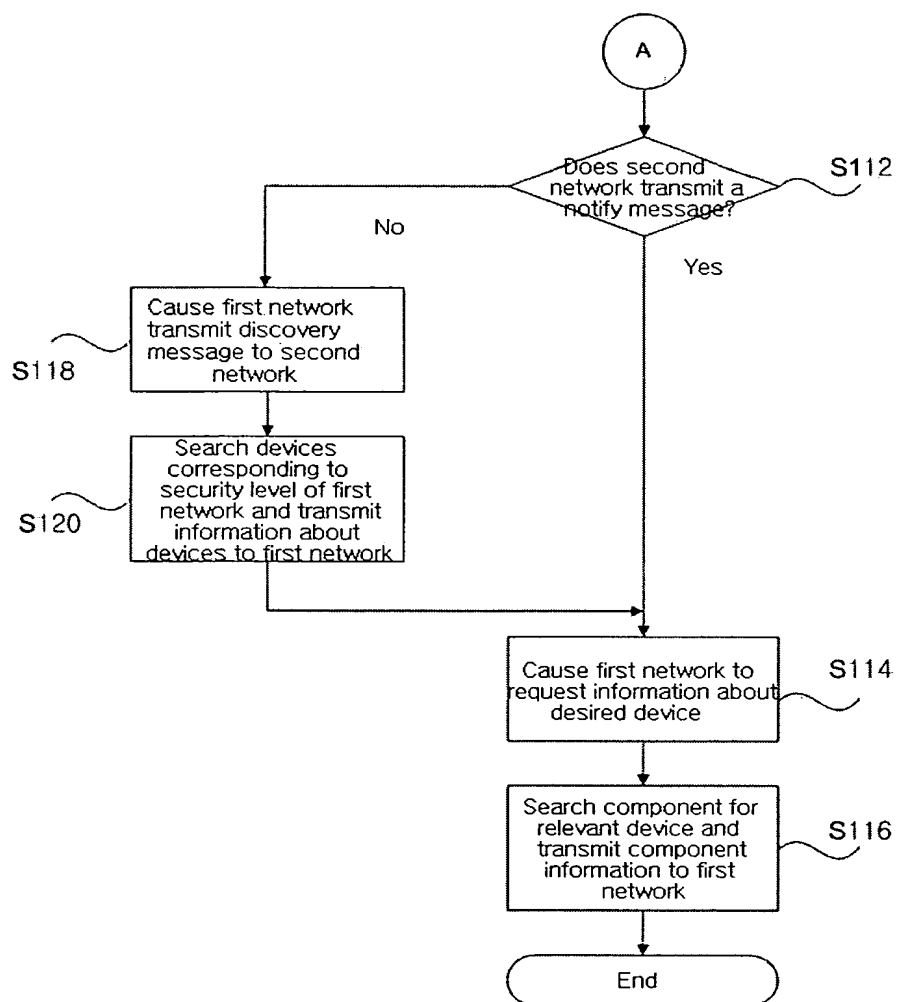 A
Does second
network transmit a
notify message?
S112
No
Yes
Cause first network
transmit discovery
message to second
network
S118
Search devices
corresponding to
security level of first
network and transmit
information about
devices to first network
S120
Cause first network to
request information about
desired device
S114
Search component for
relevant device and
transmit component
information to first
network
S116
End